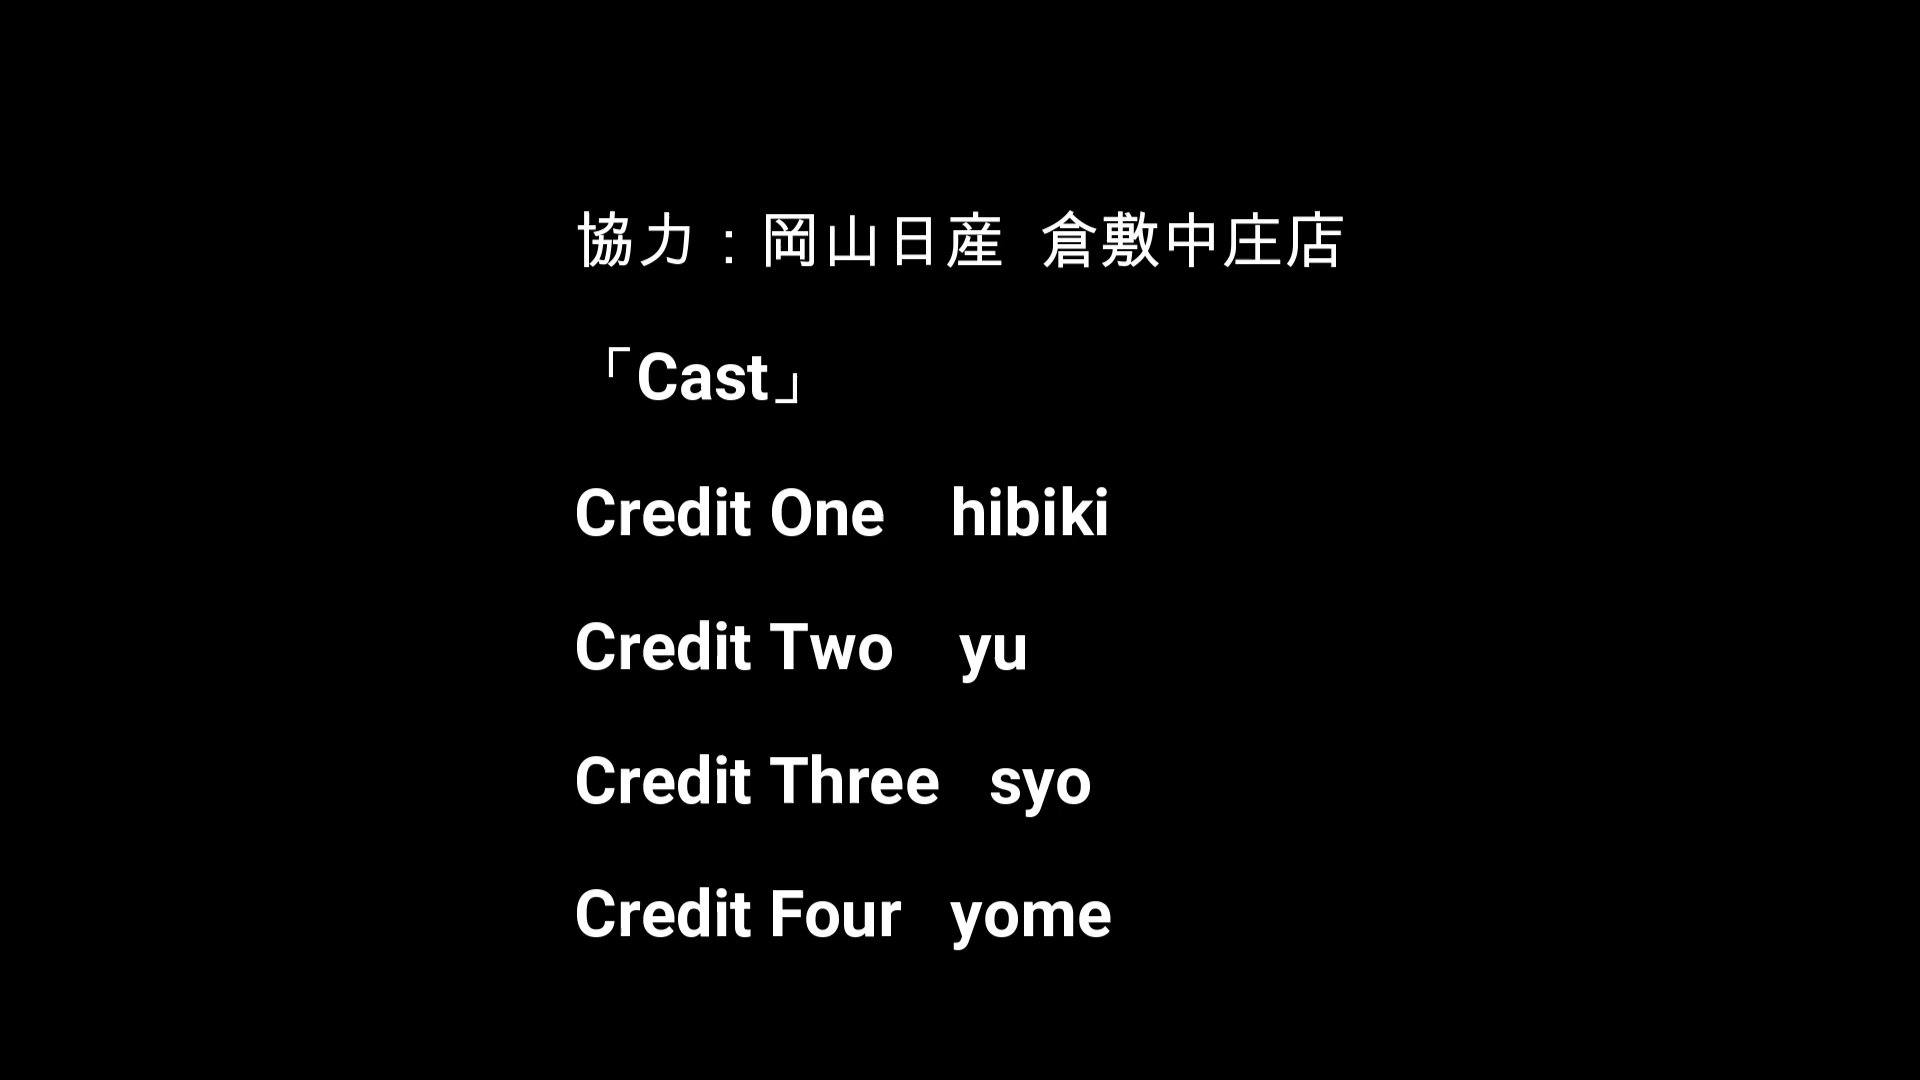 協力：岡山日産 倉敷中庄店
「Cast」
Credit One hibiki
Credit Two yu
Credit Three syo
Credit Four yome